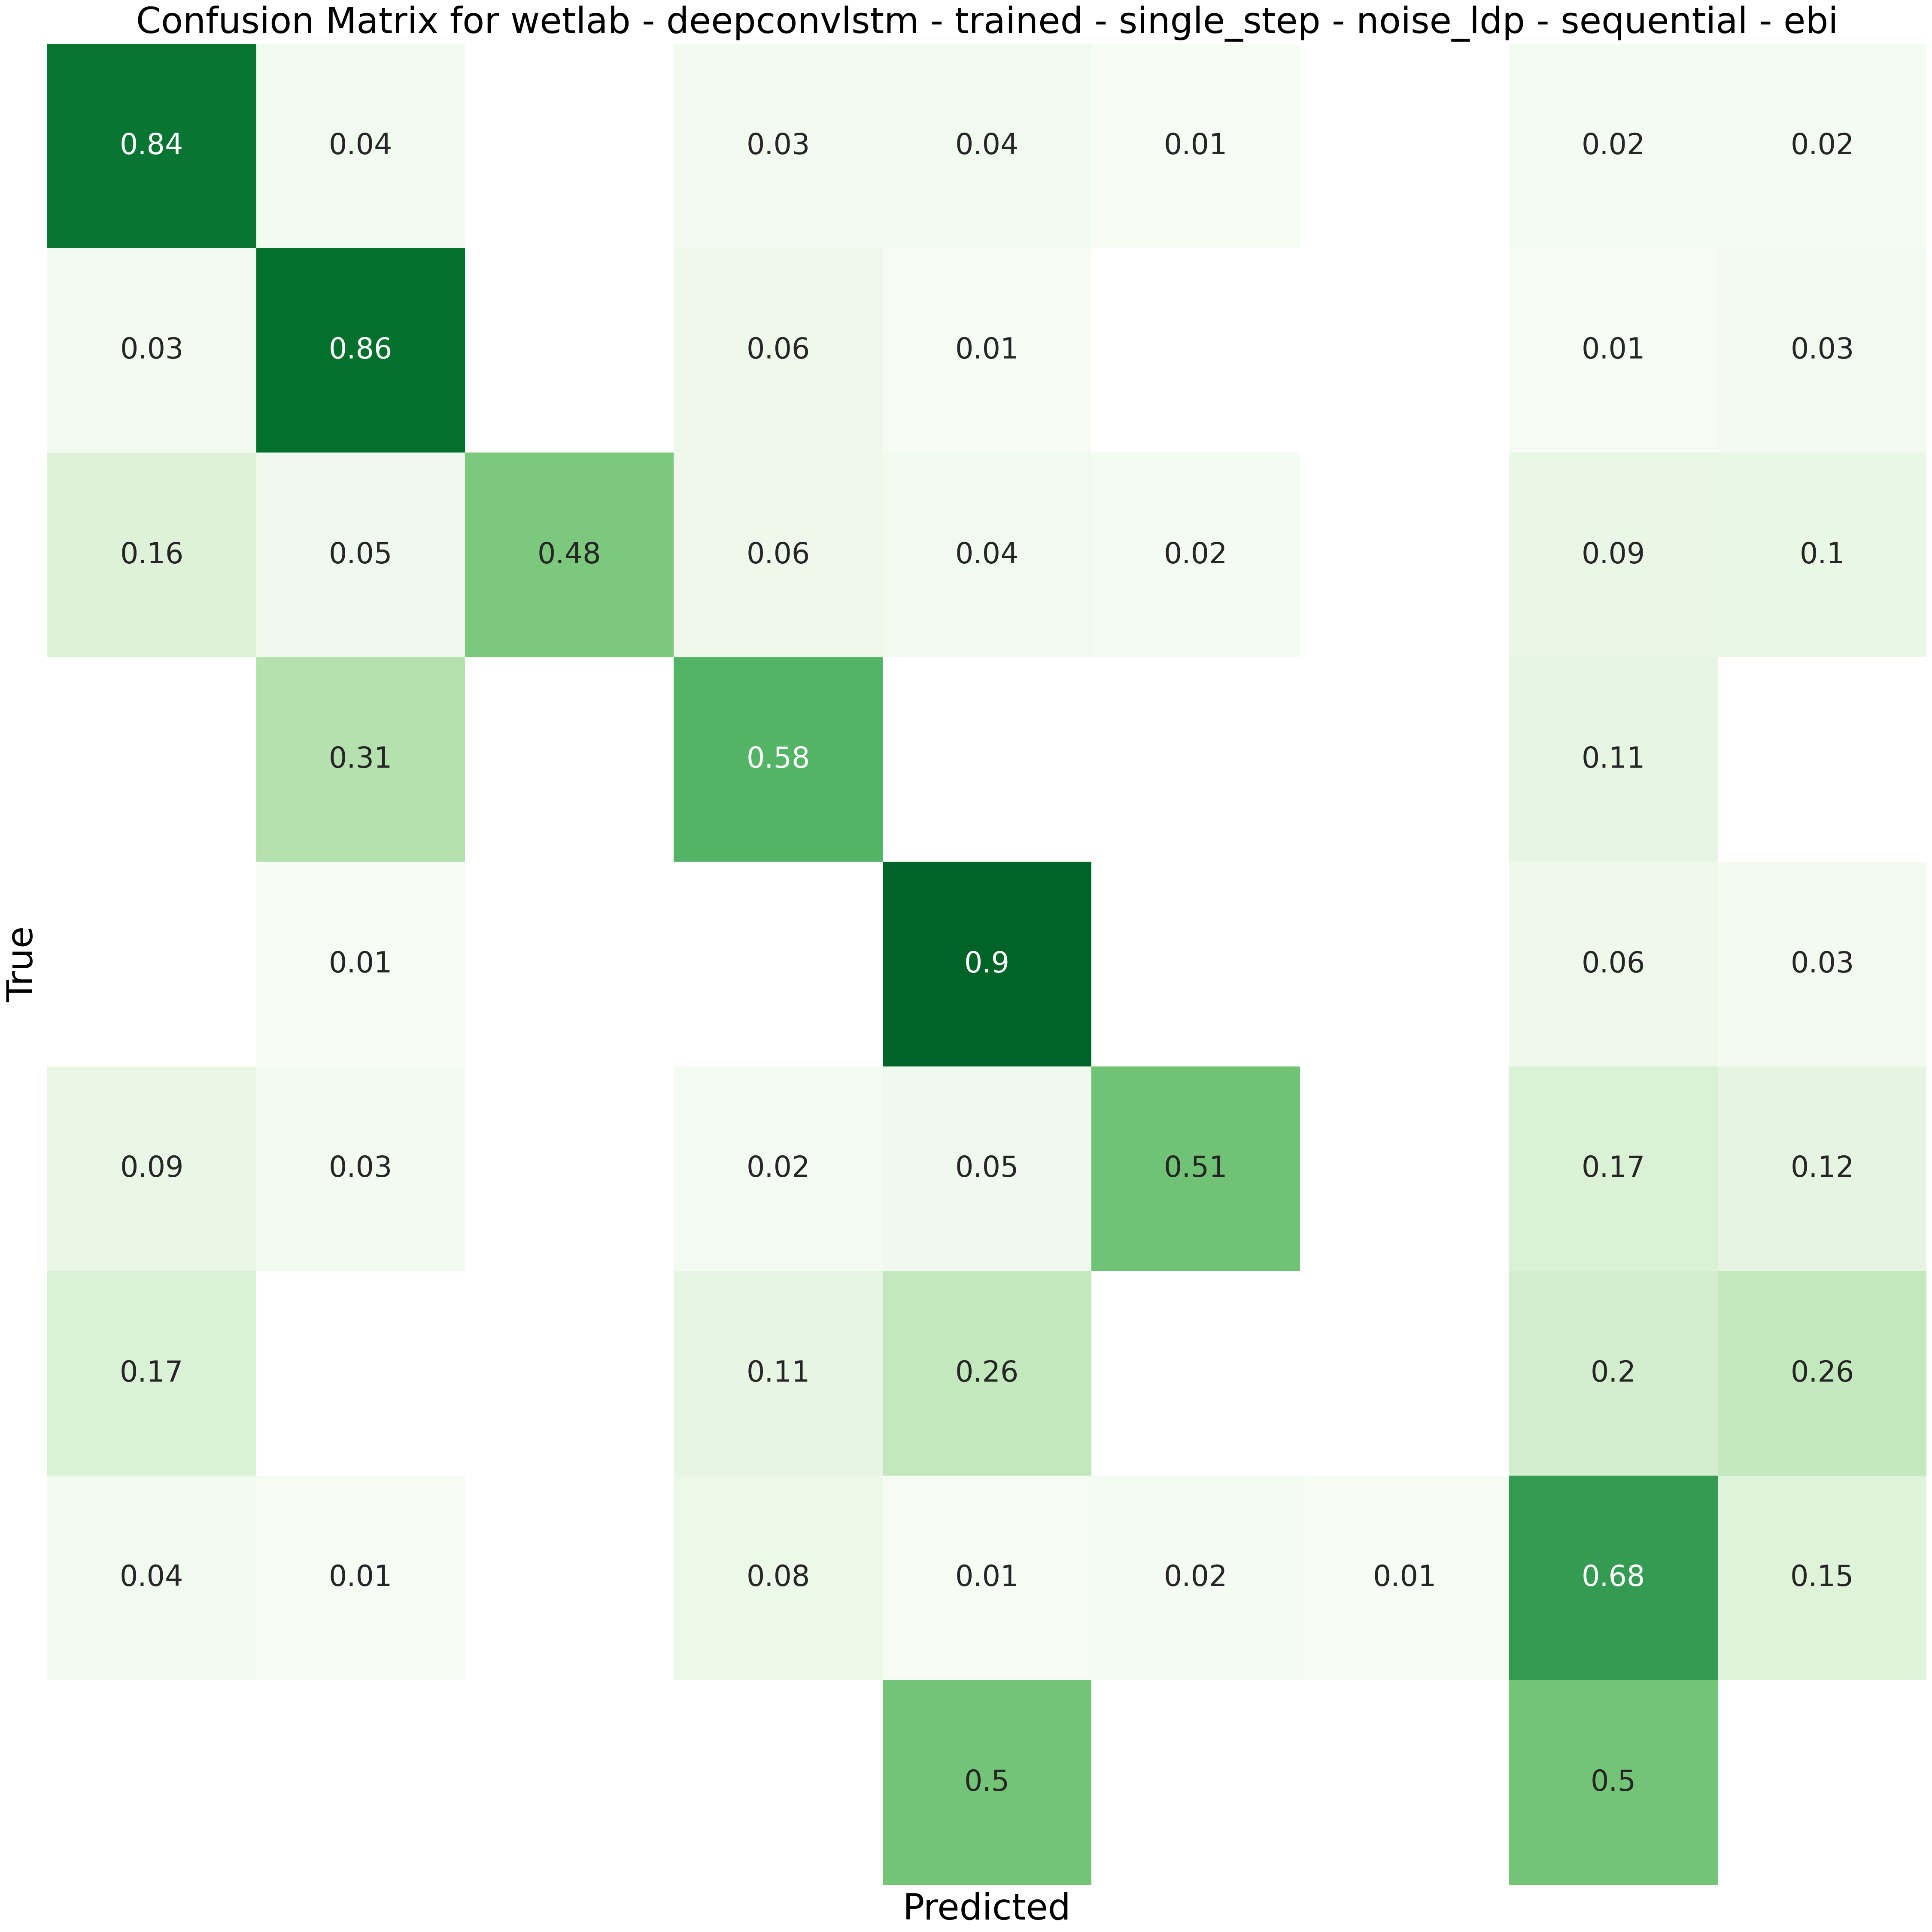 Confusion Matrix for wetlab - deepconvlstm - trained - single_step - noise_ldp - sequential - ebi
0.84 0.04 0.03 0.04 0.01 0.02 0.02
0.03 0.86 0.06 0.01 0.01 0.03
0.16 0.05 0.48 0.06 0.04 0.02 0.09 0.1
0.31 0.58 0.11
0.01 0.9 0.06 0.03
0.09 0.03 0.02 0.05 0.51 0.17 0.12
0.17 0.11 0.26 0.2 0.26
0.04 0.01 0.08 0.01 0.02 0.01 0.68 0.15
0.5 0.5
True
Predicted